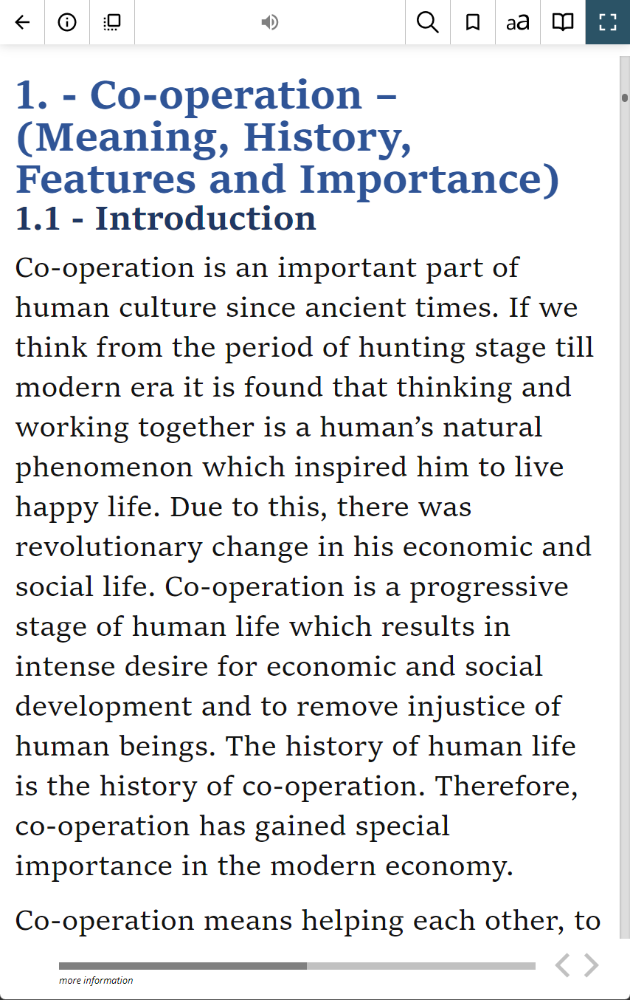 aA
1. - Co-operation –
(Meaning, History,
Features and Importance)
1.1 - Introduction
Co-operation is an important part of
human culture since ancient times. If we
think from the period of hunting stage till
modern era it is found that thinking and
working together is a human’s natural
phenomenon which inspired him to live
happy life. Due to this, there was
revolutionary change in his economic and
social life. Co-operation is a progressive
stage of human life which results in
intense desire for economic and social
development and to remove injustice of
human beings. The history of human life
is the history of co-operation. Therefore,
co-operation has gained special
importance in the modern economy.
Co-operation means helping each other, to
more information